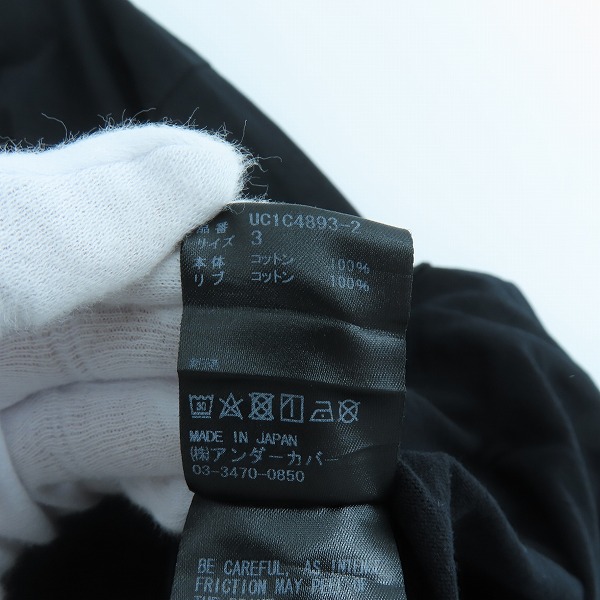 品番 UC1C4893-2
サイズ 3
本体 コットン 100%
リブ コットン 100%
30
MADE IN JAPAN
(株)アンダーカバー
03-3470-0850
BE CAREFUL, AS INTENSE
FRICTION MAY